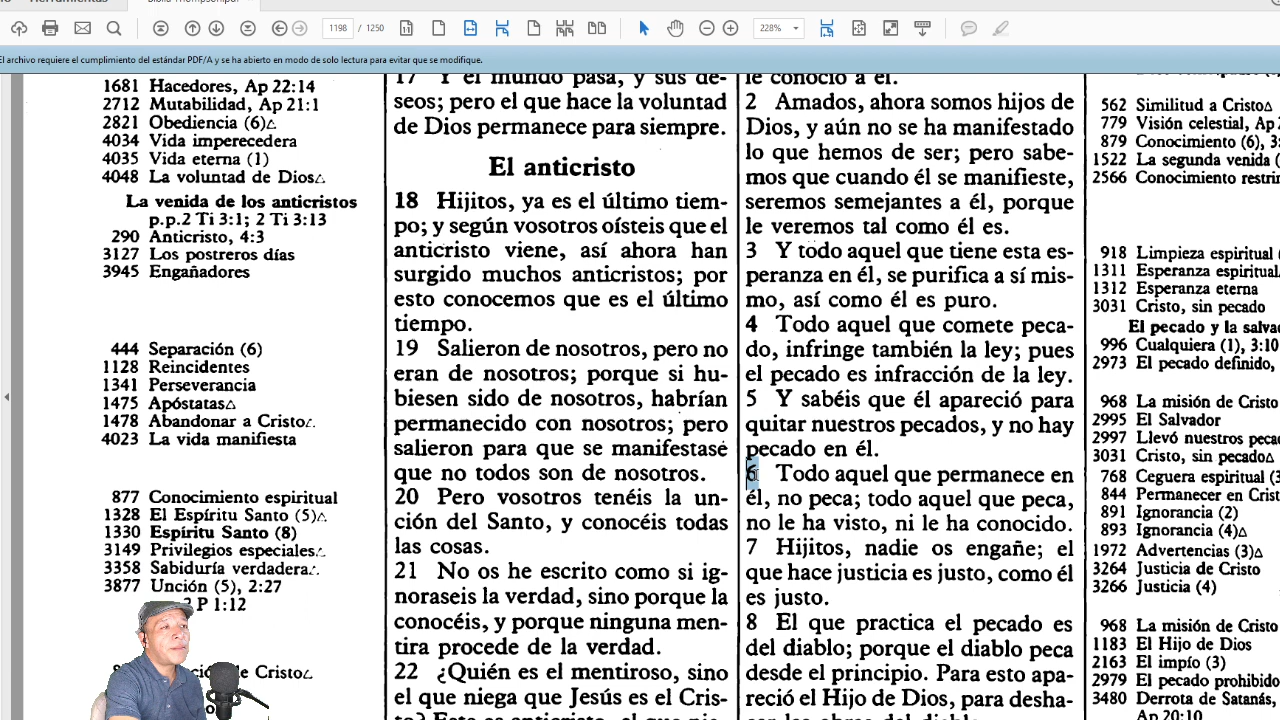 Herramientas
1198 / 1250
228%
El archivo requiere el cumplimiento del estándar PDF/A y se ha abierto en modo de solo lectura para evitar que se modifique.
1681 Hacedores, Ap 22:14
2712 Mutabilidad, Ap 21:1
2821 Obediencia (6)△
4034 Vida imperecedera
4035 Vida eterna (1)
4048 La voluntad de Dios△
La venida de los anticristos
p.p.2 Ti 3:1; 2 Ti 3:13
290 Anticristo, 4:3
3127 Los postreros días
3945 Engañadores
444 Separación (6)
1128 Reincidentes
1341 Perseverancia
1475 Apóstatas△
1478 Abandonar a Cristo
4023 La vida manifiesta
877 Conocimiento espiritual
1328 El Espíritu Santo (5)△
1330 Espíritu Santo (8)
3149 Privilegios especiales
3358 Sabiduría verdadera
3877 Unción (5), 2:27
2 P 1:12
de Cristo
17 Y el mundo pasa, y sus de-
seos; pero el que hace la voluntad
de Dios permanece para siempre.
El anticristo
18 Hijitos, ya es el último tiem-
po; y según vosotros oísteis que el
anticristo viene, así ahora han
surgido muchos anticristos; por
esto conocemos que es el último
tiempo.
19 Salieron de nosotros, pero no
eran de nosotros; porque si hu-
biesen sido de nosotros, habrían
permanecido con nosotros; pero
salieron para que se manifestase
que no todos son de nosotros.
20 Pero vosotros tenéis la un-
ción del Santo, y conocéis todas
las cosas.
21 No os he escrito como si ig-
noraseis la verdad, sino porque la
conocéis, y porque ninguna men-
tira procede de la verdad.
22 ¿Quién es el mentiroso, sino
el que niega que Jesús es el Cris-
le conoció a él.
2 Amados, ahora somos hijos de
Dios, y aún no se ha manifestado
lo que hemos de ser; pero sabe-
mos que cuando él se manifieste,
seremos semejantes a él, porque
le veremos tal como él es.
3 Y todo aquel que tiene esta es-
peranza en él, se purifica a sí mis-
mo, así como él es puro.
4 Todo aquel que comete peca-
do, infringe también la ley; pues
el pecado es infracción de la ley.
5 Y sabéis que él apareció para
quitar nuestros pecados, y no hay
pecado en él.
6 Todo aquel que permanece en
él, no peca; todo aquel que peca,
no le ha visto, ni le ha conocido.
7 Hijitos, nadie os engañe; el
que hace justicia es justo, como él
es justo.
8 El que practica el pecado es
del diablo; porque el diablo peca
desde el principio. Para esto apa-
reció el Hijo de Dios, para desha-
562 Similitud a Cristo△
779 Visión celestial, Ap
879 Conocimiento (6), 3:
1522 La segunda venida (
2566 Conocimiento restrin
918 Limpieza espiritual
1311 Esperanza espiritual
1312 Esperanza eterna
3031 Cristo, sin pecado
El pecado y la salva
996 Cualquiera (1), 3:10
2973 El pecado definido,
968 La misión de Cristo
2995 El Salvador
2997 Llevó nuestros peca
3031 Cristo, sin pecado△
768 Ceguera espiritual (3
844 Permanecer en Crist
891 Ignorancia (2)
893 Ignorancia (4)△
1972 Advertencias (3)△
3264 Justicia de Cristo
3266 Justicia (4)
968 La misión de Cristo
1183 El Hijo de Dios
2163 El impío (3)
2979 El pecado prohibido
3480 Derrota de Satanás,
Ap 20:10